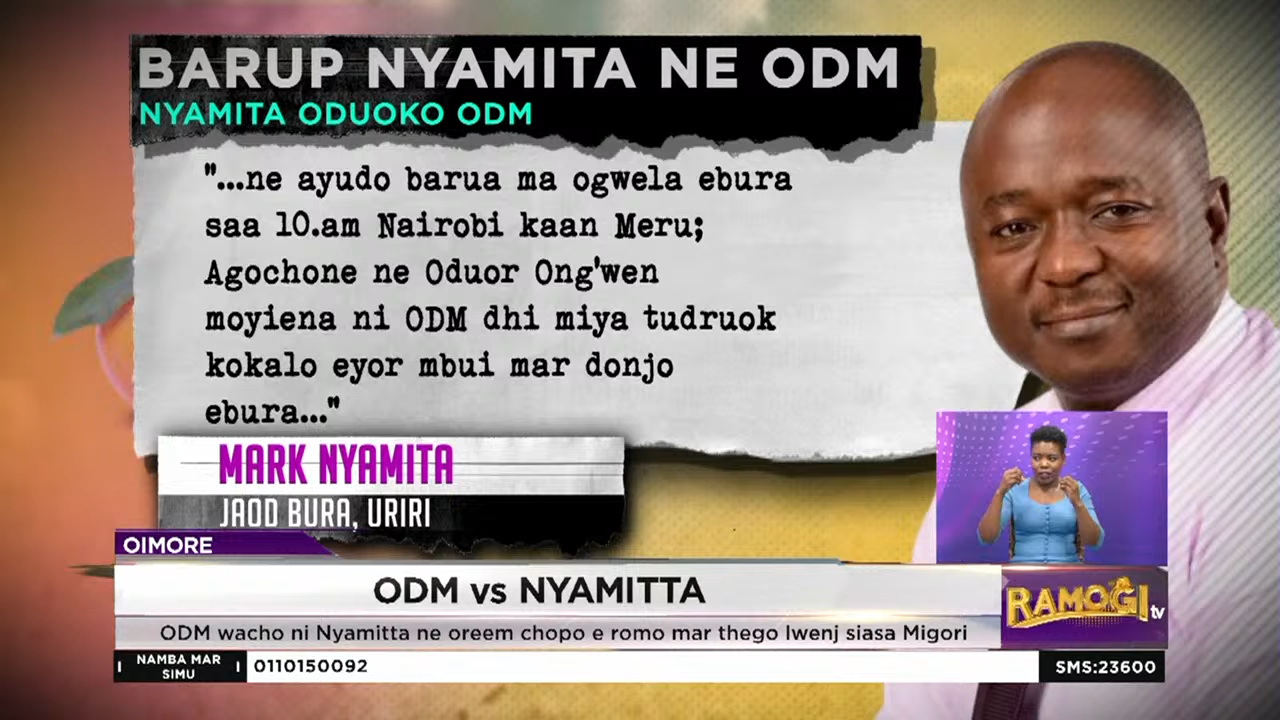 BARUP NYAMITA NE ODM
NYAMITA ODUOKO ODM
"...ne ayudo barua ma ogwela ebura
saa 10.am Nairobi kaan Meru;
Agochone ne Oduor Ong'wen
moyiena ni ODM dhi miya tudruok
kokalo eyor mbui mar donjo
ebura..."
MARK NYAMITA
JAOD BURA, URIRI
OIMORE
ODM vs NYAMITTA
RAMOGI tv
ODM wacho ni Nyamitta ne oreem chopo e romo mar thego lwenj siasa Migori
NAMBA MAR
SIMU
0110150092
SMS:23600